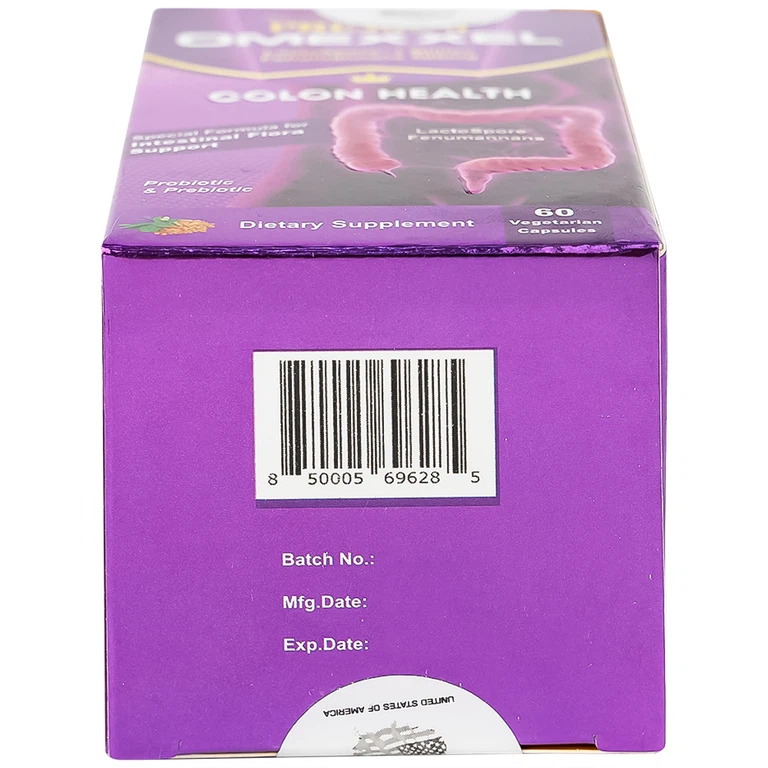 OMEXXEL
COLON HEALTH
Special Formula for
Intestinal Flora
Support
LactoSpore
Fenumannans
Probiotic
& Prebiotic
Dietary Supplement
60
Vegetarian
Capsules
8 50005 69628 5
Batch No.:
Mfg.Date:
Exp.Date:
UNITED STATES OF AMERICA